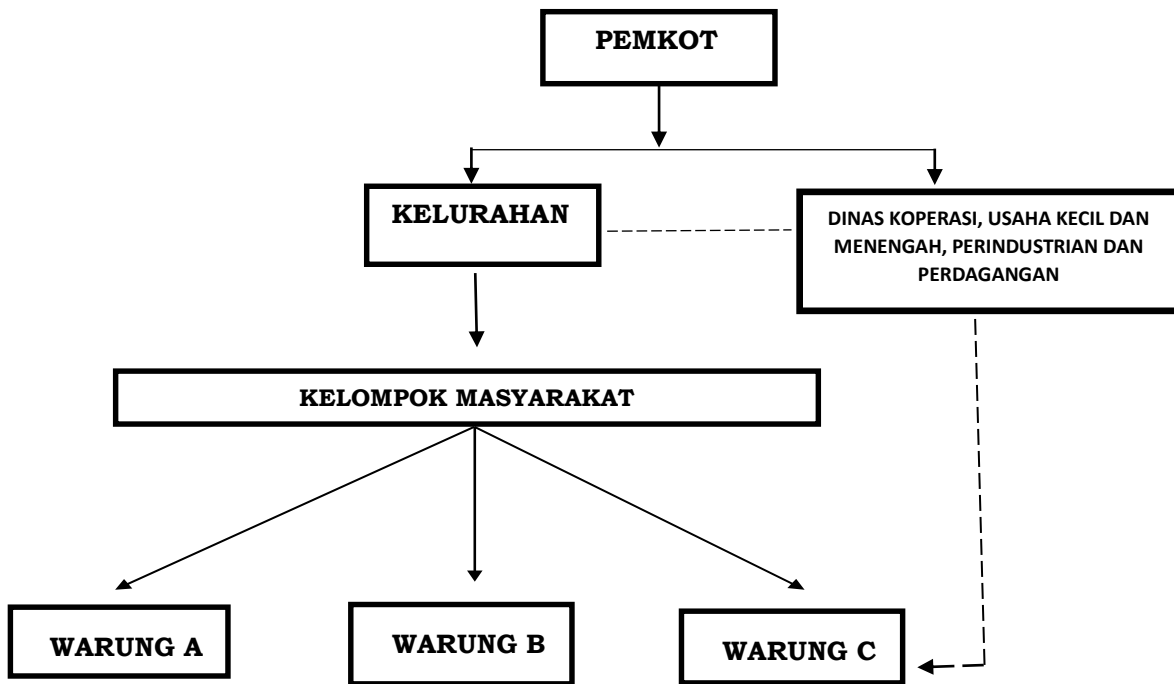 PEMKOT
KELURAHAN
DINAS KOPERASI, USAHA KECIL DAN
MENENGAH, PERINDUSTRIAN DAN
PERDAGANGAN
KELOMPOK MASYARAKAT
WARUNG A
WARUNG B
WARUNG C